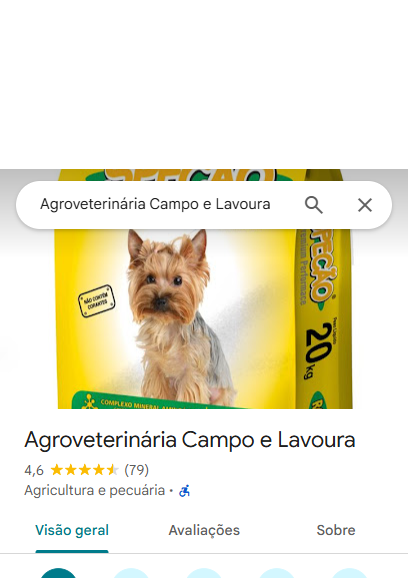 Agroveterinária Campo e Lavoura
NÃO CONTÉM
CORANTES
20 kg
COMPLEXO MINERAL
Agroveterinária Campo e Lavoura
4,6 (79)
Agricultura e pecuária ·
Visão geral
Avaliações
Sobre